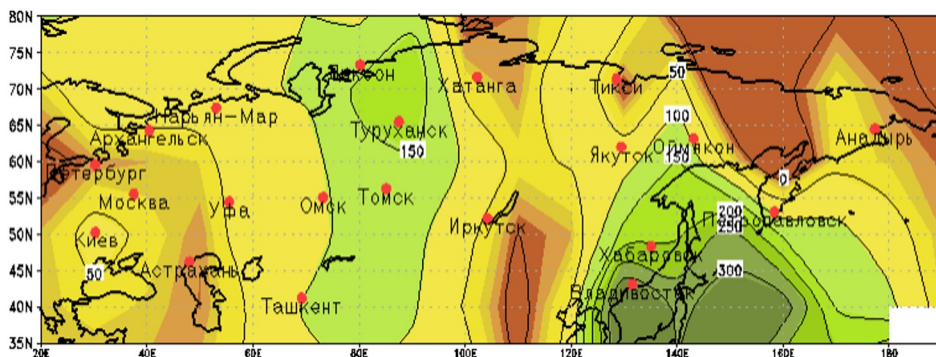 80N
75N
70N
65N
60N
55N
50N
45N
40N
35N
Диксон
Хатанга
Тикси
50
Нарьян-Мар
Архангельск
Туруханск
100
Анадырь
150
Якутск
Оймякон
150
Петербург
0
Москва
Уфа
Омск
Томск
Иркутск
200
Петропавловск
250
Киев
Хабаровск
50
Астрахань
300
Владивосток
Ташкент
20E 40E 60E 80E 100E 120E 140E 160E 180